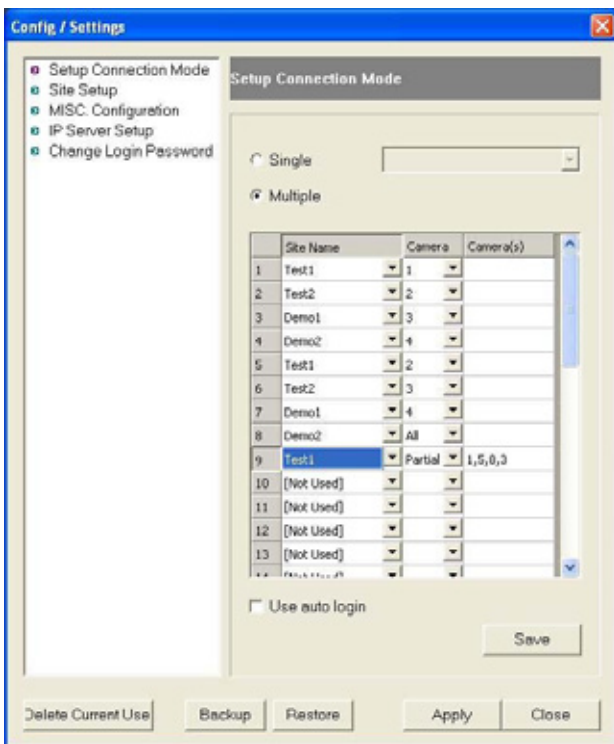 Config / Settings
Setup Connection Mode
Site Setup
MISC. Configuration
IP Server Setup
Change Login Password
Setup Connection Mode
Single
Multiple
Site Name Camera Camera(s)
1 Test1 1
2 Test2 2
3 Demo1 3
4 Demo2 4
5 Test1 2
6 Test2 3
7 Demo1 4
8 Demo2 All
9 Test1 Partial 1,5,8,3
10 [Not Used]
11 [Not Used]
12 [Not Used]
13 [Not Used]
Use auto login
Save
Delete Current Use
Backup
Restore
Apply
Close